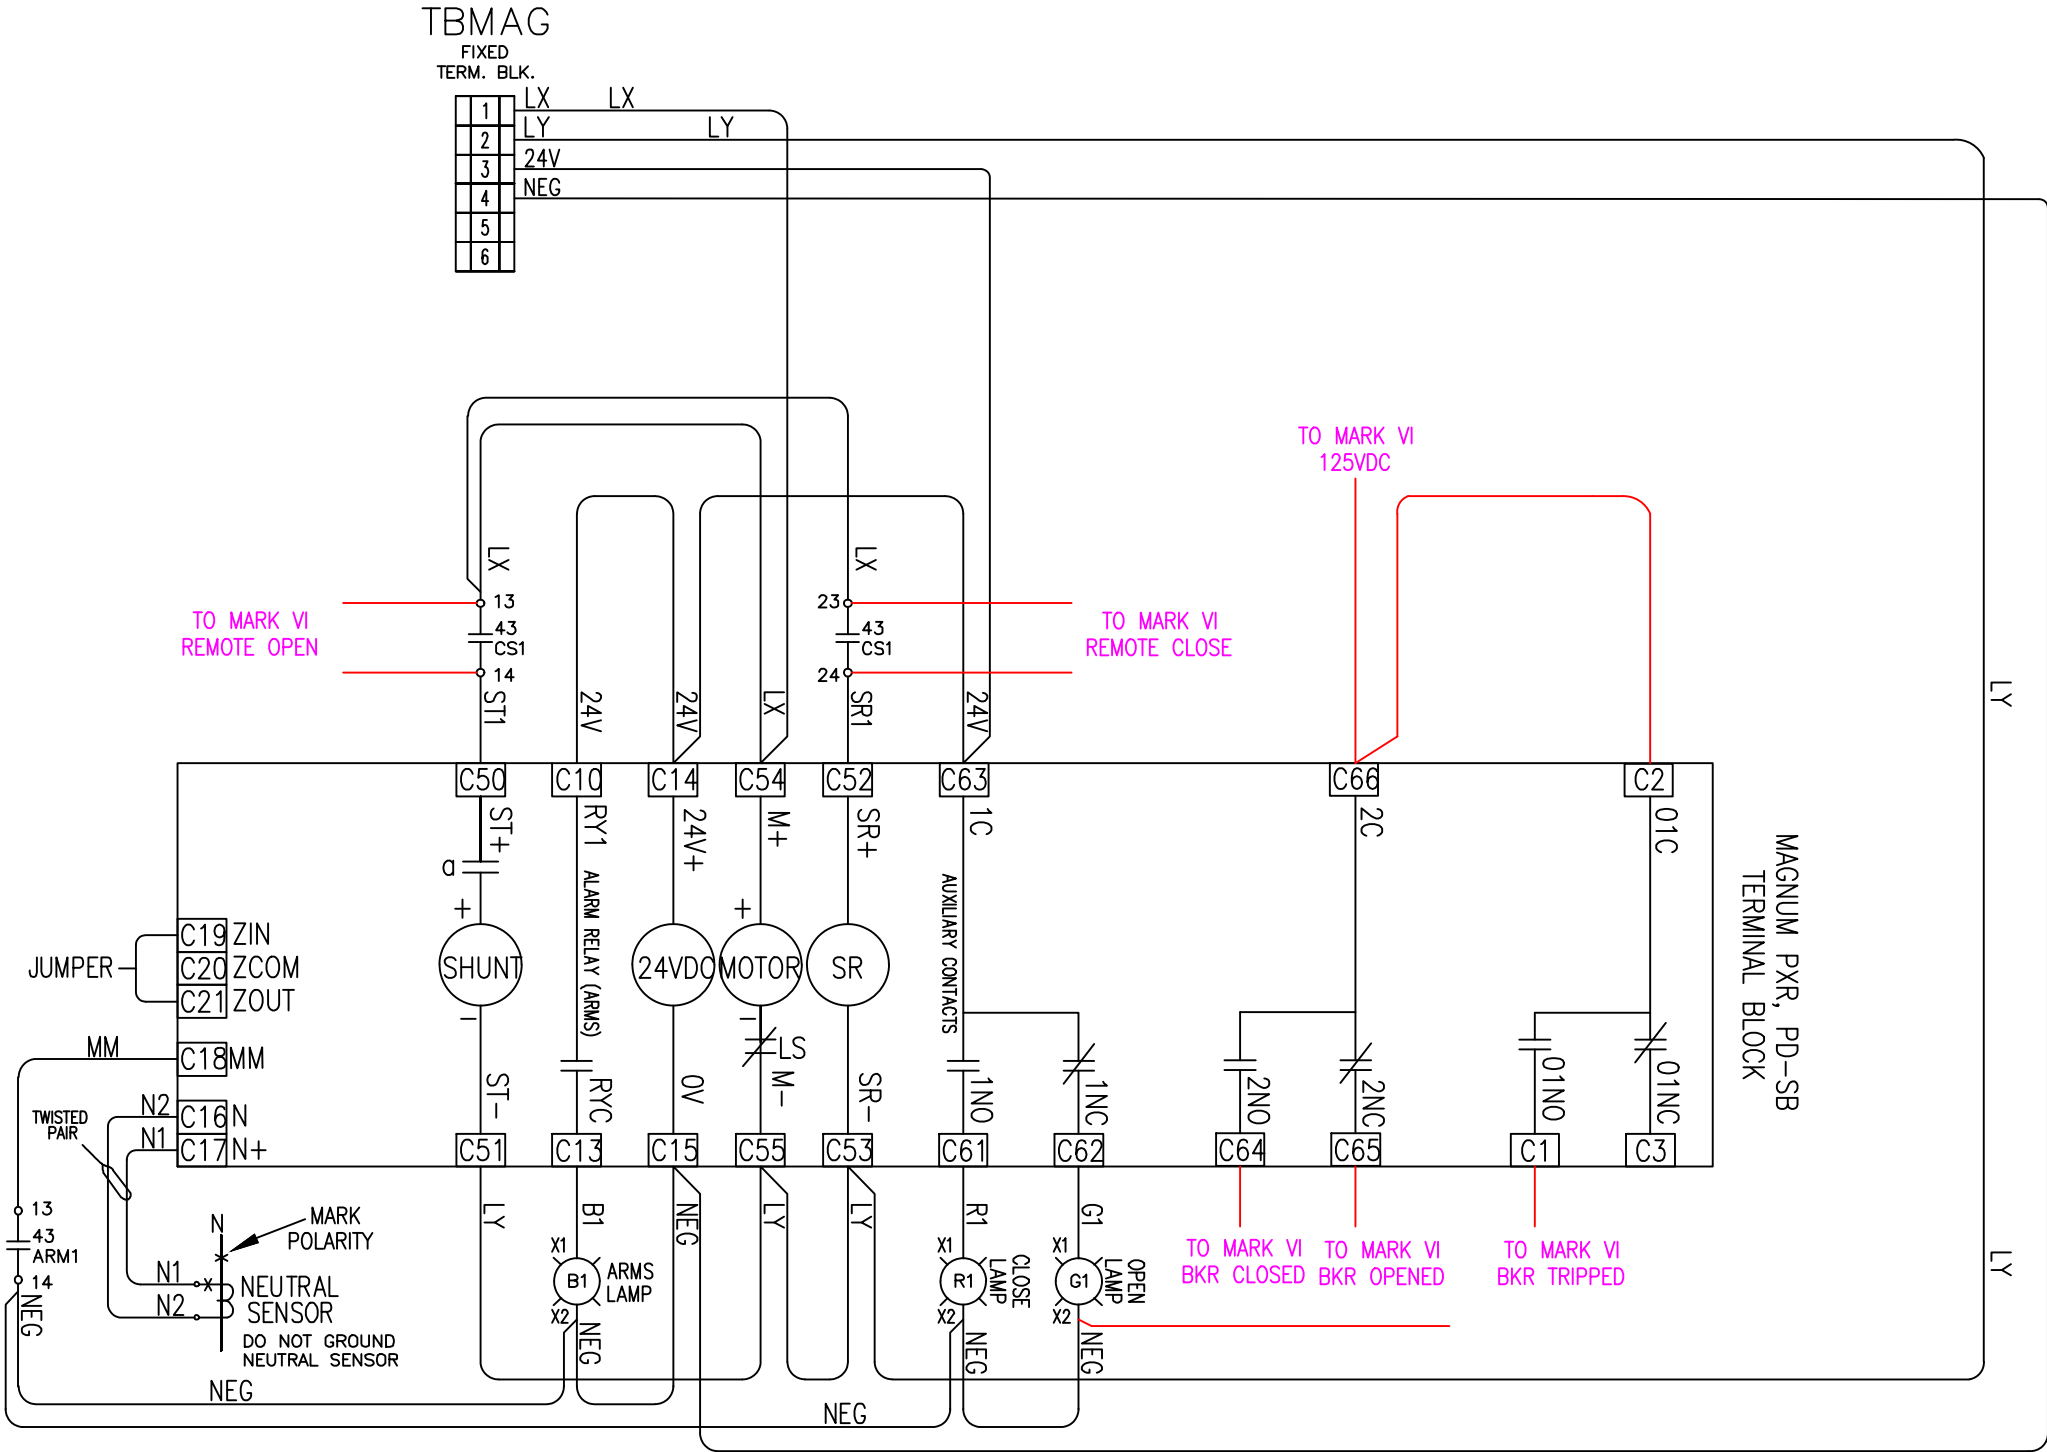 TBMAG
FIXED
TERM. BLK.
1 LX LX
2 LY LY
3 24V
4 NEG
5
6
TO MARK VI
125VDC
LX
LX
13
43
CS1
14
23
43
CS1
24
TO MARK VI
REMOTE OPEN
TO MARK VI
REMOTE CLOSE
ST1
24V
24V
LX
SR1
24V
LY
C50
C10
C14
C54
C52
C63
C66
C2
ST+
RY1
24V+
M+
SR+
1C
2C
01C
a
+
+
ALARM RELAY (ARMS)
AUXILIARY CONTACTS
MAGNUM PXR, PD-SB
TERMINAL BLOCK
SHUNT
24VDC
MOTOR
SR
-
-
LS
JUMPER
C19 ZIN
C20 ZCOM
C21 ZOUT
MM
C18 MM
N2
C16 N
N1
C17 N+
TWISTED
PAIR
ST-
RYC
0V
M-
SR-
1NO
1NC
2NO
2NC
01NO
01NC
C51
C13
C15
C55
C53
C61
C62
C64
C65
C1
C3
LY
B1
NEG
LY
LY
R1
G1
LY
13
43
ARM1
14
NEG
N
MARK
POLARITY
N1
N2
NEUTRAL
SENSOR
DO NOT GROUND
NEUTRAL SENSOR
X1
B1
X2
ARMS
LAMP
NEG
X1
R1
X2
CLOSE
LAMP
NEG
X1
G1
X2
OPEN
LAMP
NEG
TO MARK VI
BKR CLOSED
TO MARK VI
BKR OPENED
TO MARK VI
BKR TRIPPED
NEG
NEG